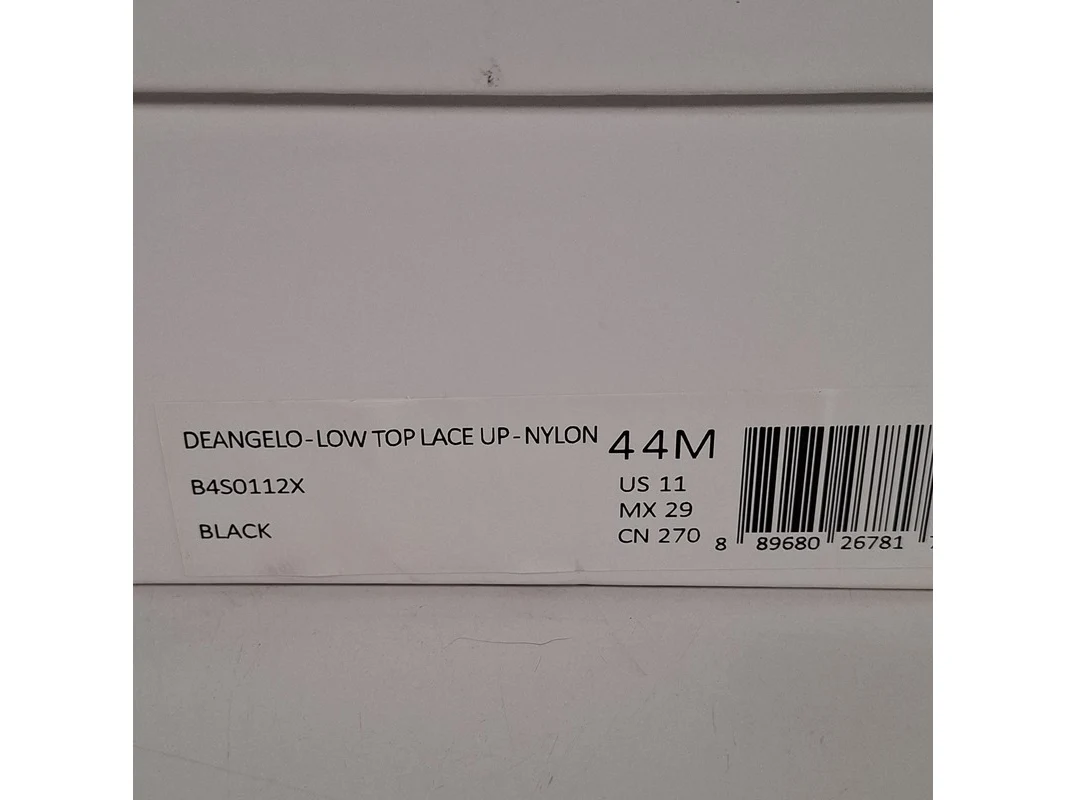 DEANGELO-LOW TOP LACE UP-NYLON 44M
B4S0112X US 11
MX 29
BLACK CN 270
8 89680 26781